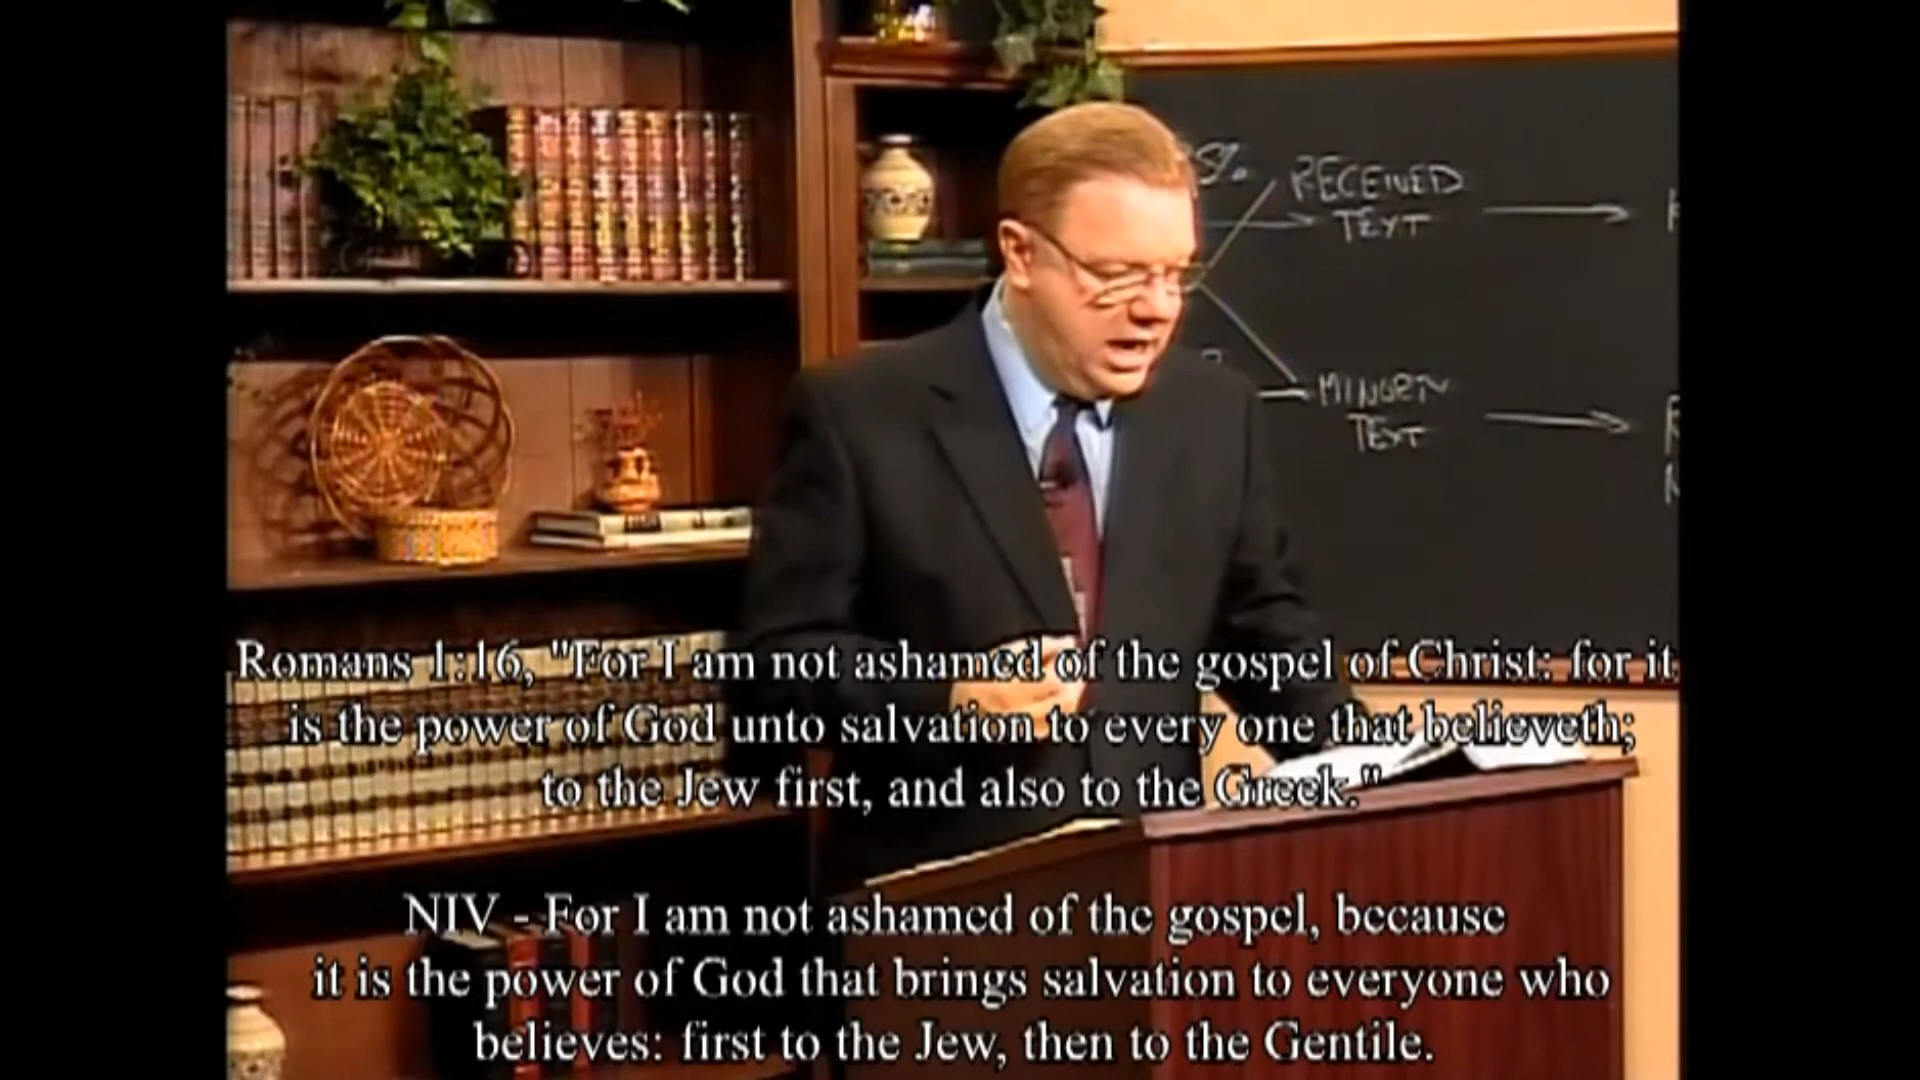 5%
RECEIVED
TEXT
MINORITY
TEXT
Romans 1:16, "For I am not ashamed of the gospel of Christ: for it
is the power of God unto salvation to every one that believeth;
to the Jew first, and also to the Greek."
NIV - For I am not ashamed of the gospel, because
it is the power of God that brings salvation to everyone who
believes: first to the Jew, then to the Gentile.